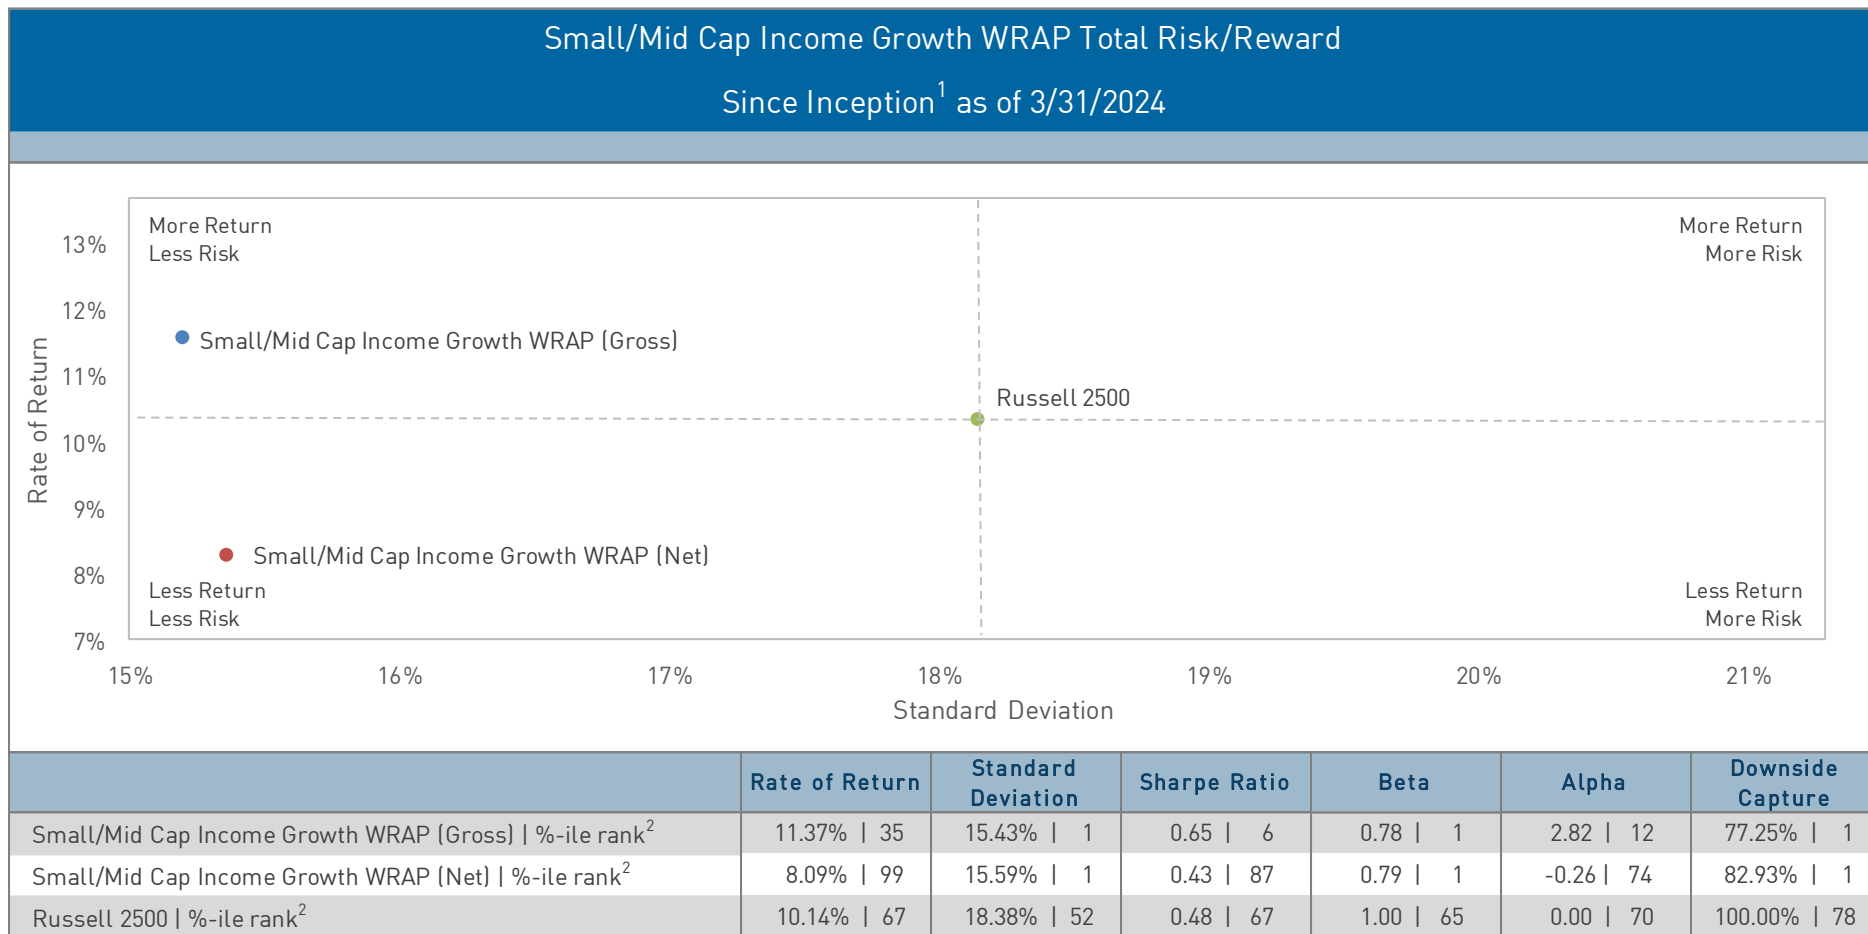 Small/Mid Cap Income Growth WRAP Total Risk/Reward
Since Inception1 as of 3/31/2024
More Return
Less Risk
More Return
More Risk
13%
12%
11%
10%
9%
8%
7%
Rate of Return
Small/Mid Cap Income Growth WRAP (Gross)
Russell 2500
Small/Mid Cap Income Growth WRAP (Net)
Less Return
Less Risk
Less Return
More Risk
15% 16% 17% 18% 19% 20% 21%
Standard Deviation
Rate of Return | Standard Deviation | Sharpe Ratio | Beta | Alpha | Downside Capture
Small/Mid Cap Income Growth WRAP (Gross) | %-ile rank2 11.37% | 35 15.43% | 1 0.65 | 6 0.78 | 1 2.82 | 12 77.25% | 1
Small/Mid Cap Income Growth WRAP (Net) | %-ile rank2 8.09% | 99 15.59% | 1 0.43 | 87 0.79 | 1 -0.26 | 74 82.93% | 1
Russell 2500 | %-ile rank2 10.14% | 67 18.38% | 52 0.48 | 67 1.00 | 65 0.00 | 70 100.00% | 78